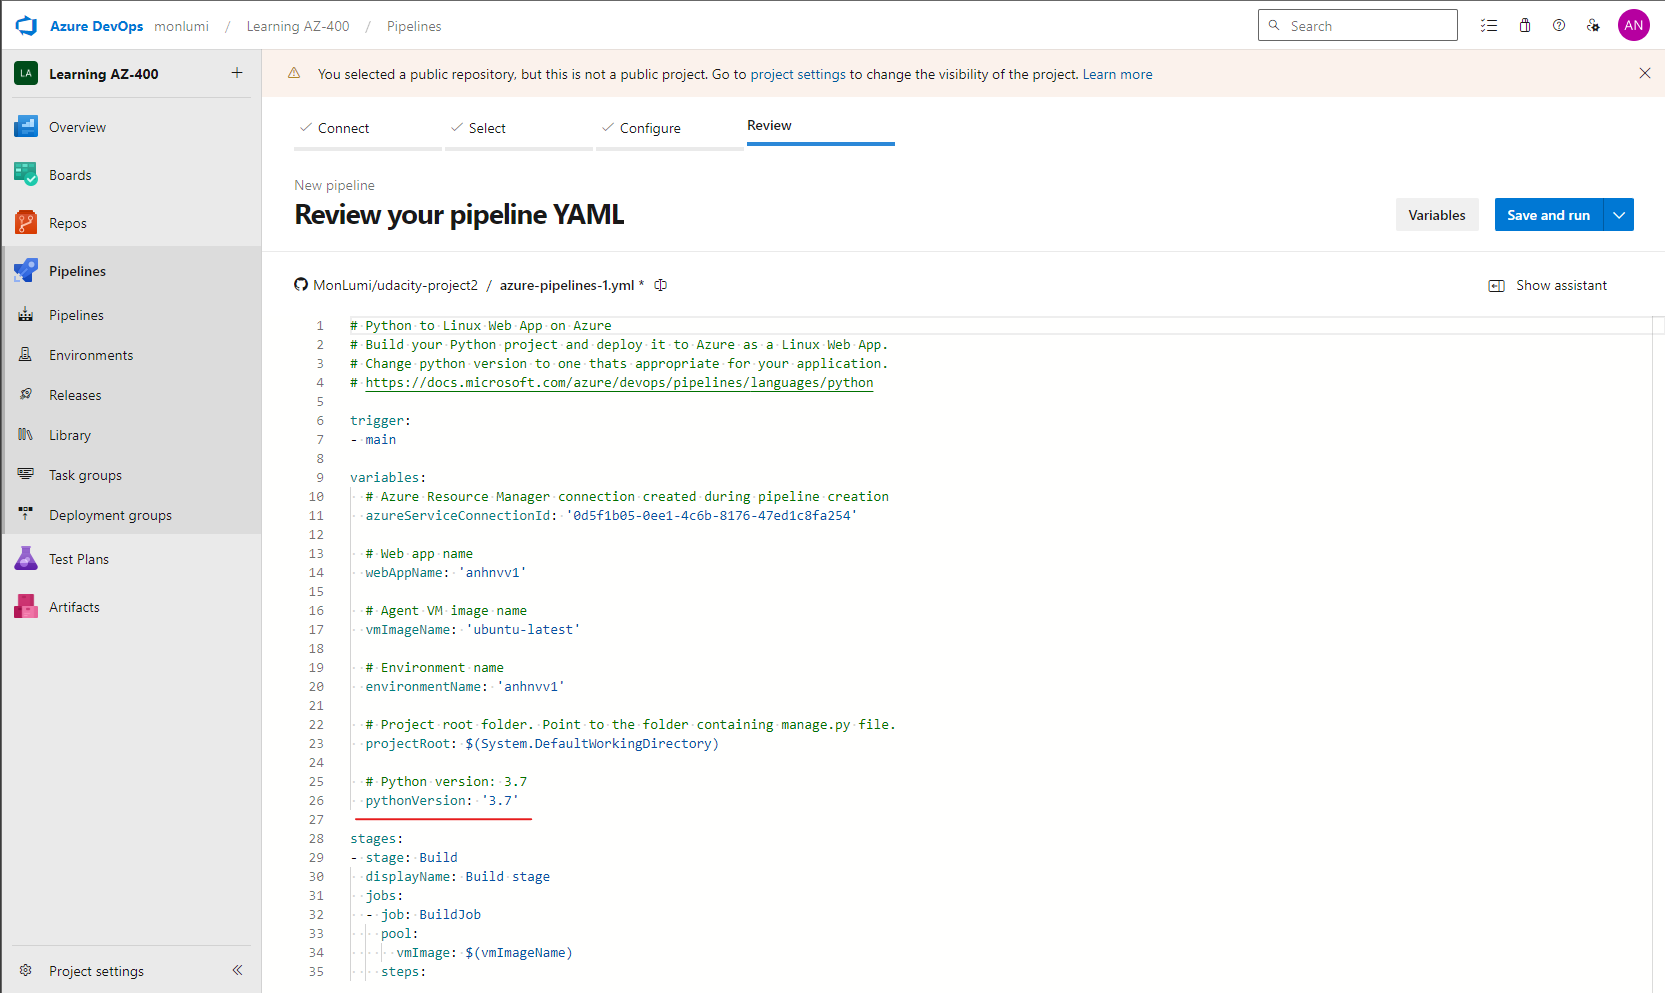 Azure DevOps monlumi / Learning AZ-400 / Pipelines
Search
AN
LA Learning AZ-400 +
Overview
Boards
Repos
Pipelines
Pipelines
Environments
Releases
Library
Task groups
Deployment groups
Test Plans
Artifacts
Project settings
You selected a public repository, but this is not a public project. Go to project settings to change the visibility of the project. Learn more
Connect
Select
Configure
Review
New pipeline
Review your pipeline YAML
Variables
Save and run
MonLumi/udacity-project2 / azure-pipelines-1.yml *
Show assistant
1 # Python to Linux Web App on Azure
2 # Build your Python project and deploy it to Azure as a Linux Web App.
3 # Change python version to one thats appropriate for your application.
4 # https://docs.microsoft.com/azure/devops/pipelines/languages/python
5
6 trigger:
7 - main
8
9 variables:
10 # Azure Resource Manager connection created during pipeline creation
11 azureServiceConnectionId: '0d5f1b05-0ee1-4c6b-8176-47ed1c8fa254'
12
13 # Web app name
14 webAppName: 'anhnvv1'
15
16 # Agent VM image name
17 vmImageName: 'ubuntu-latest'
18
19 # Environment name
20 environmentName: 'anhnvv1'
21
22 # Project root folder. Point to the folder containing manage.py file.
23 projectRoot: $(System.DefaultWorkingDirectory)
24
25 # Python version: 3.7
26 pythonVersion: '3.7'
27
28 stages:
29 - stage: Build
30 displayName: Build stage
31 jobs:
32 - job: BuildJob
33 pool:
34 vmImage: $(vmImageName)
35 steps: